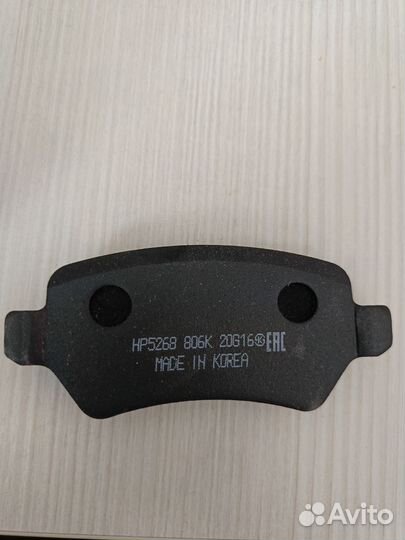 HP5268 806K 20G16 EAC
MADE IN KOREA
Avito